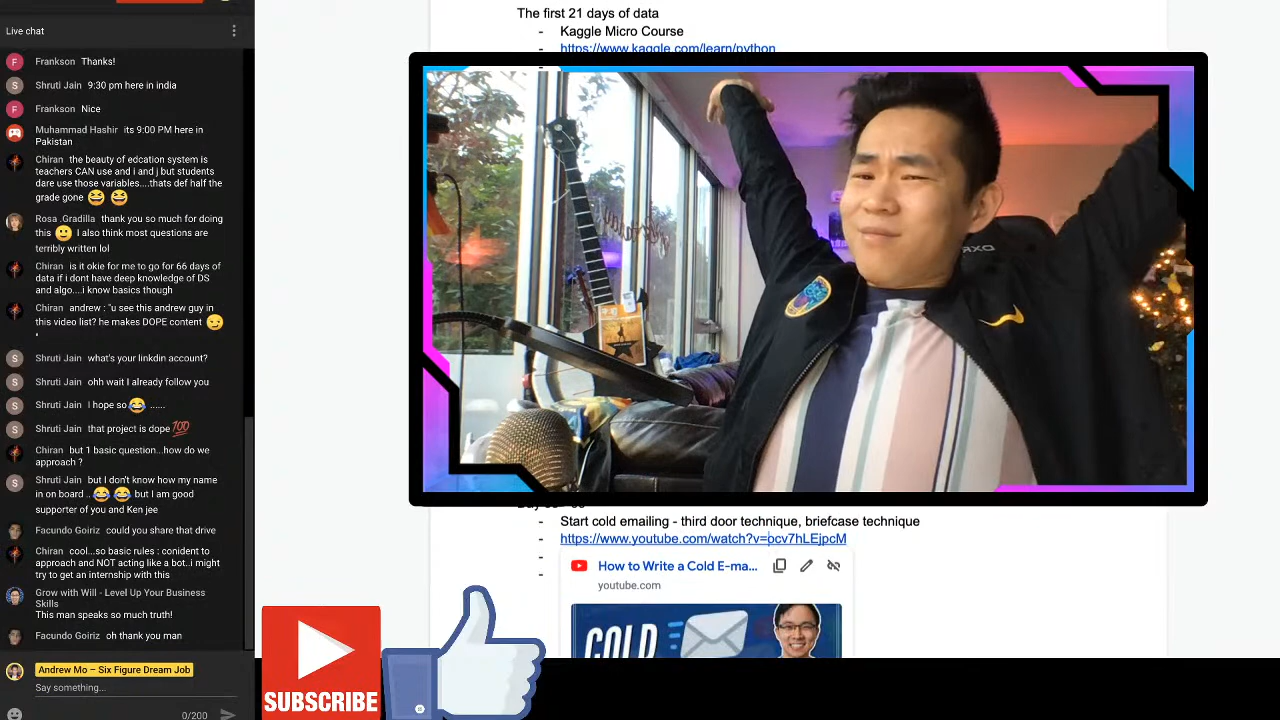 Live chat
Frankson Thanks!
Shruti Jain 9:30 pm here in india
Frankson Nice
Muhammad Hashir its 9:00 PM here in
Pakistan
Chiran the beauty of edcation system is
teachers CAN use and i and j but students
dare use those variables....thats def half the
grade gone 😆 😆
Rosa .Gradilla thank you so much for doing
this 🙂 I also think most questions are
terribly written lol
Chiran is it okie for me to go for 66 days of
data if i dont have deep knowledge of DS
and algo....i know basics though
Chiran andrew : "u see this andrew guy in
this video list? he makes DOPE content 😏
"
Shruti Jain what's your linkdin account?
Shruti Jain ohh wait I already follow you
Shruti Jain I hope so😂 ......
Shruti Jain that project is dope💯
Chiran but 1 basic question...how do we
approach ?
Shruti Jain but I don't know how my name
in on board ..😂😂 but I am good
supporter of you and Ken jee
Facundo Goiriz could you share that drive
Chiran cool...so basic rules : conident to
approach and NOT acting like a bot..i might
try to get an internship with this
Grow with Will - Level Up Your Business
Skills
This man speaks so much truth!
Facundo Goiriz oh thank you man
Andrew Mo – Six Figure Dream Job
Say something...
0/200
The first 21 days of data
- Kaggle Micro Course
- https://www.kaggle.com/learn/python
- Start cold emailing - third door technique, briefcase technique
- https://www.youtube.com/watch?v=ocv7hLEjpcM
How to Write a Cold E-ma...
youtube.com
COLD
SUBSCRIBE